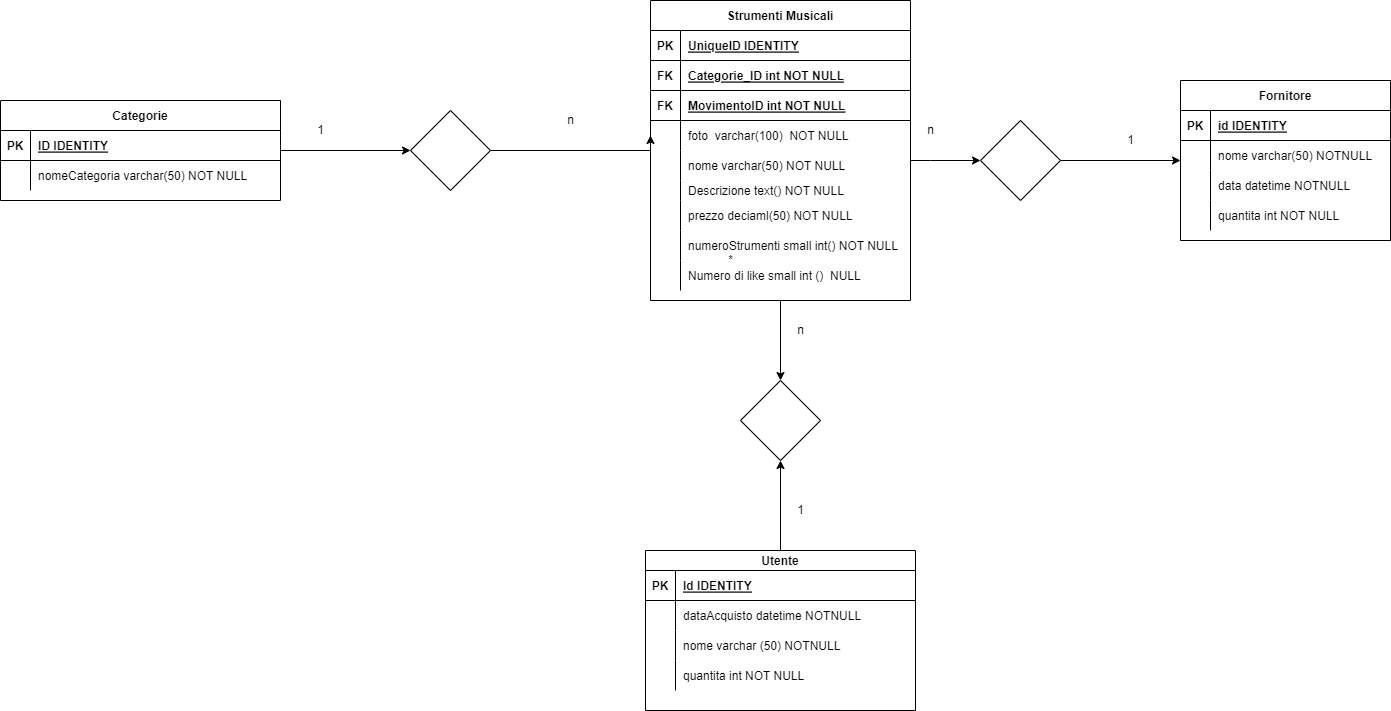 Strumenti Musicali
PK UniqueID IDENTITY
FK Categorie_ID int NOT NULL
FK MovimentoID int NOT NULL
foto varchar(100) NOT NULL
nome varchar(50) NOT NULL
Descrizione text() NOT NULL
prezzo deciaml(50) NOT NULL
numeroStrumenti small int() NOT NULL
*
Numero di like small int () NULL
Categorie
PK ID IDENTITY
nomeCategoria varchar(50) NOT NULL
1
n
n
1
Fornitore
PK id IDENTITY
nome varchar(50) NOTNULL
data datetime NOTNULL
quantita int NOT NULL
n
1
Utente
PK Id IDENTITY
dataAcquisto datetime NOTNULL
nome varchar (50) NOTNULL
quantita int NOT NULL